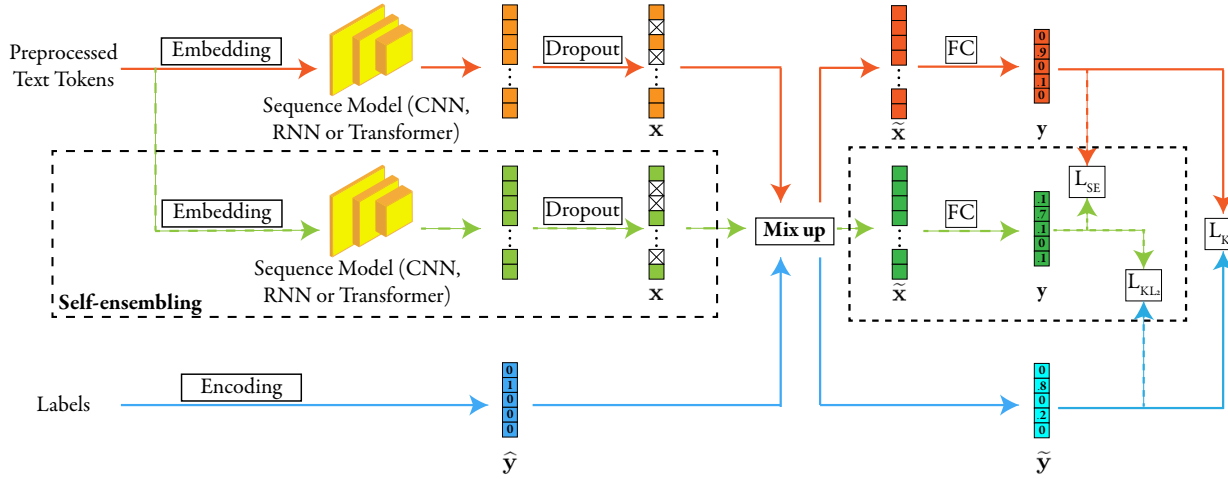 Preprocessed
Text Tokens
Embedding
Sequence Model (CNN,
RNN or Transformer)
Dropout
x
x̃
FC
0
.9
0
.1
0
y
Embedding
Sequence Model (CNN,
RNN or Transformer)
Self-ensembling
Dropout
x
Mix up
x̃
FC
.1
.7
.1
0
.1
y
L_SE
L_KL₂
L_K
Labels
Encoding
0
1
0
0
0
ŷ
0
.8
0
.2
0
ỹ